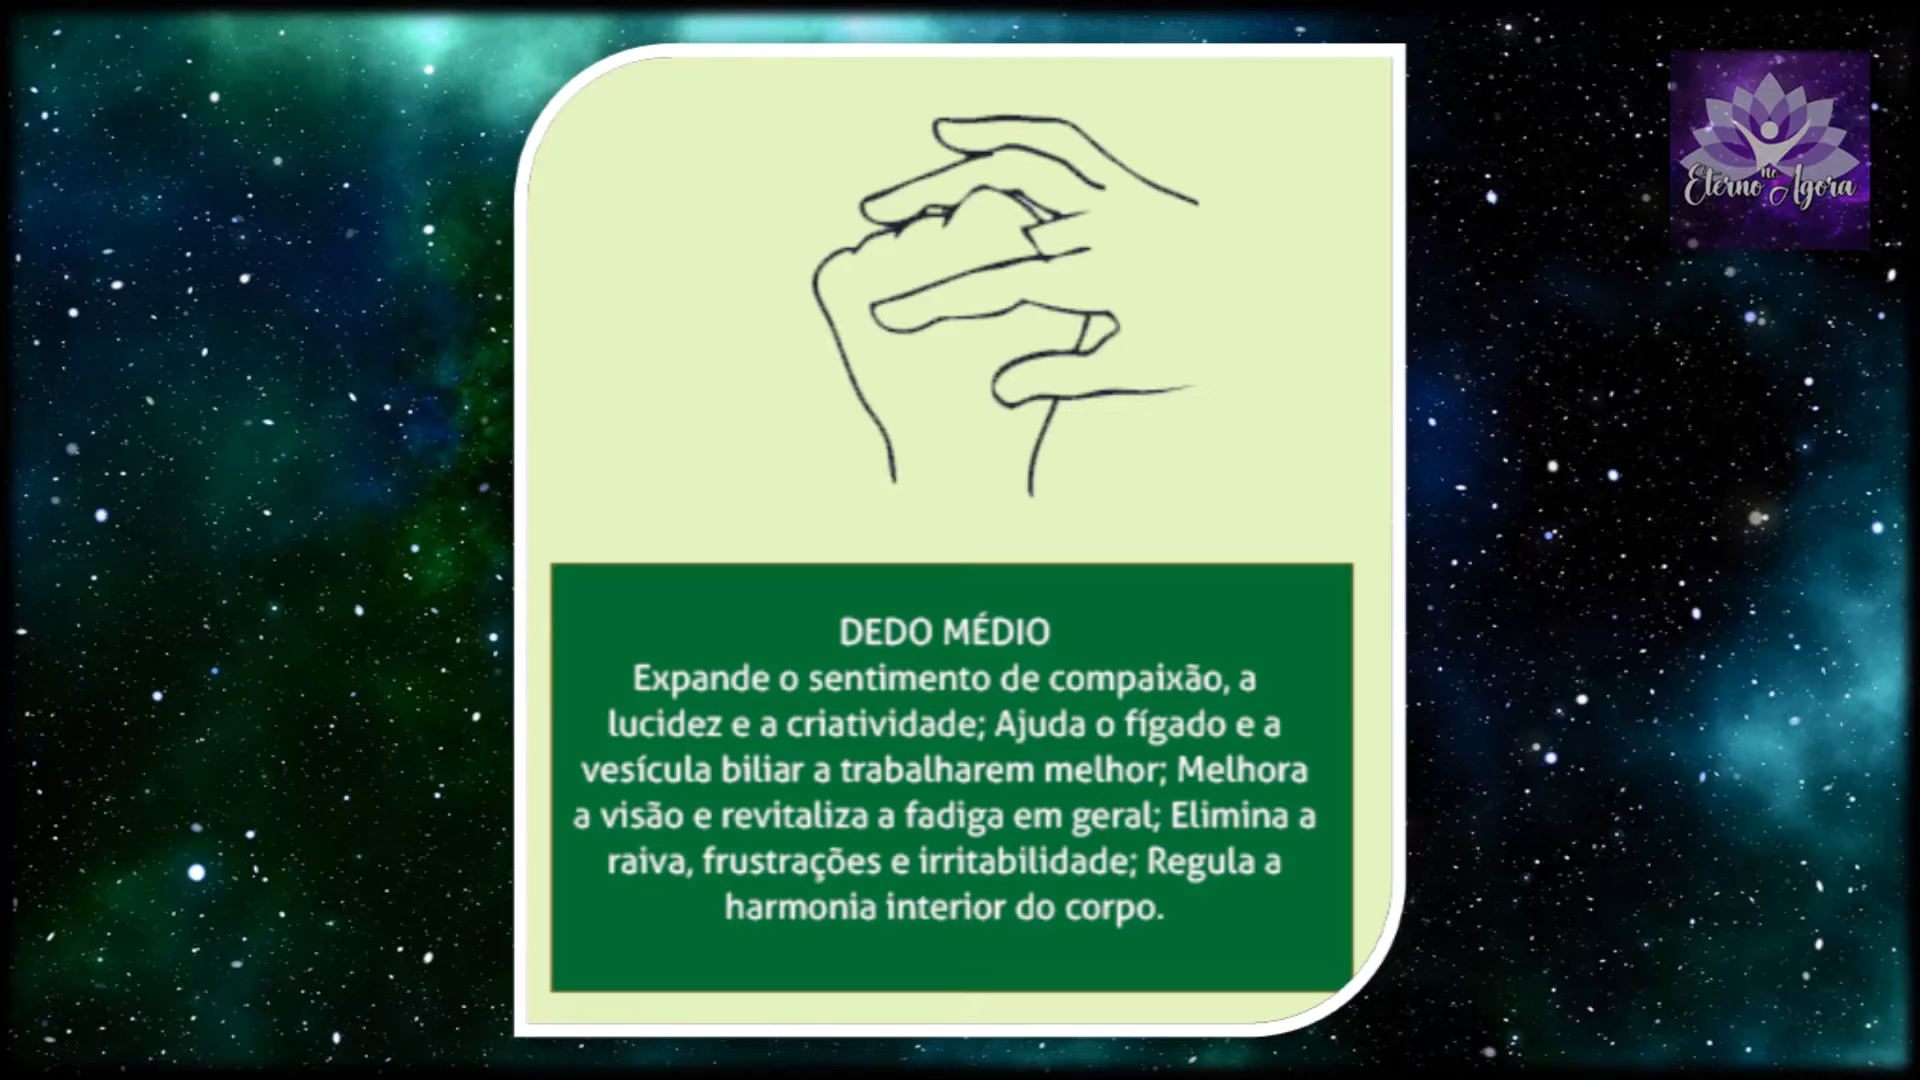 Eterno no Agora
DEDO MÉDIO
Expande o sentimento de compaixão, a
lucidez e a criatividade; Ajuda o fígado e a
vesícula biliar a trabalharem melhor; Melhora
a visão e revitaliza a fadiga em geral; Elimina a
raiva, frustrações e irritabilidade; Regula a
harmonia interior do corpo.